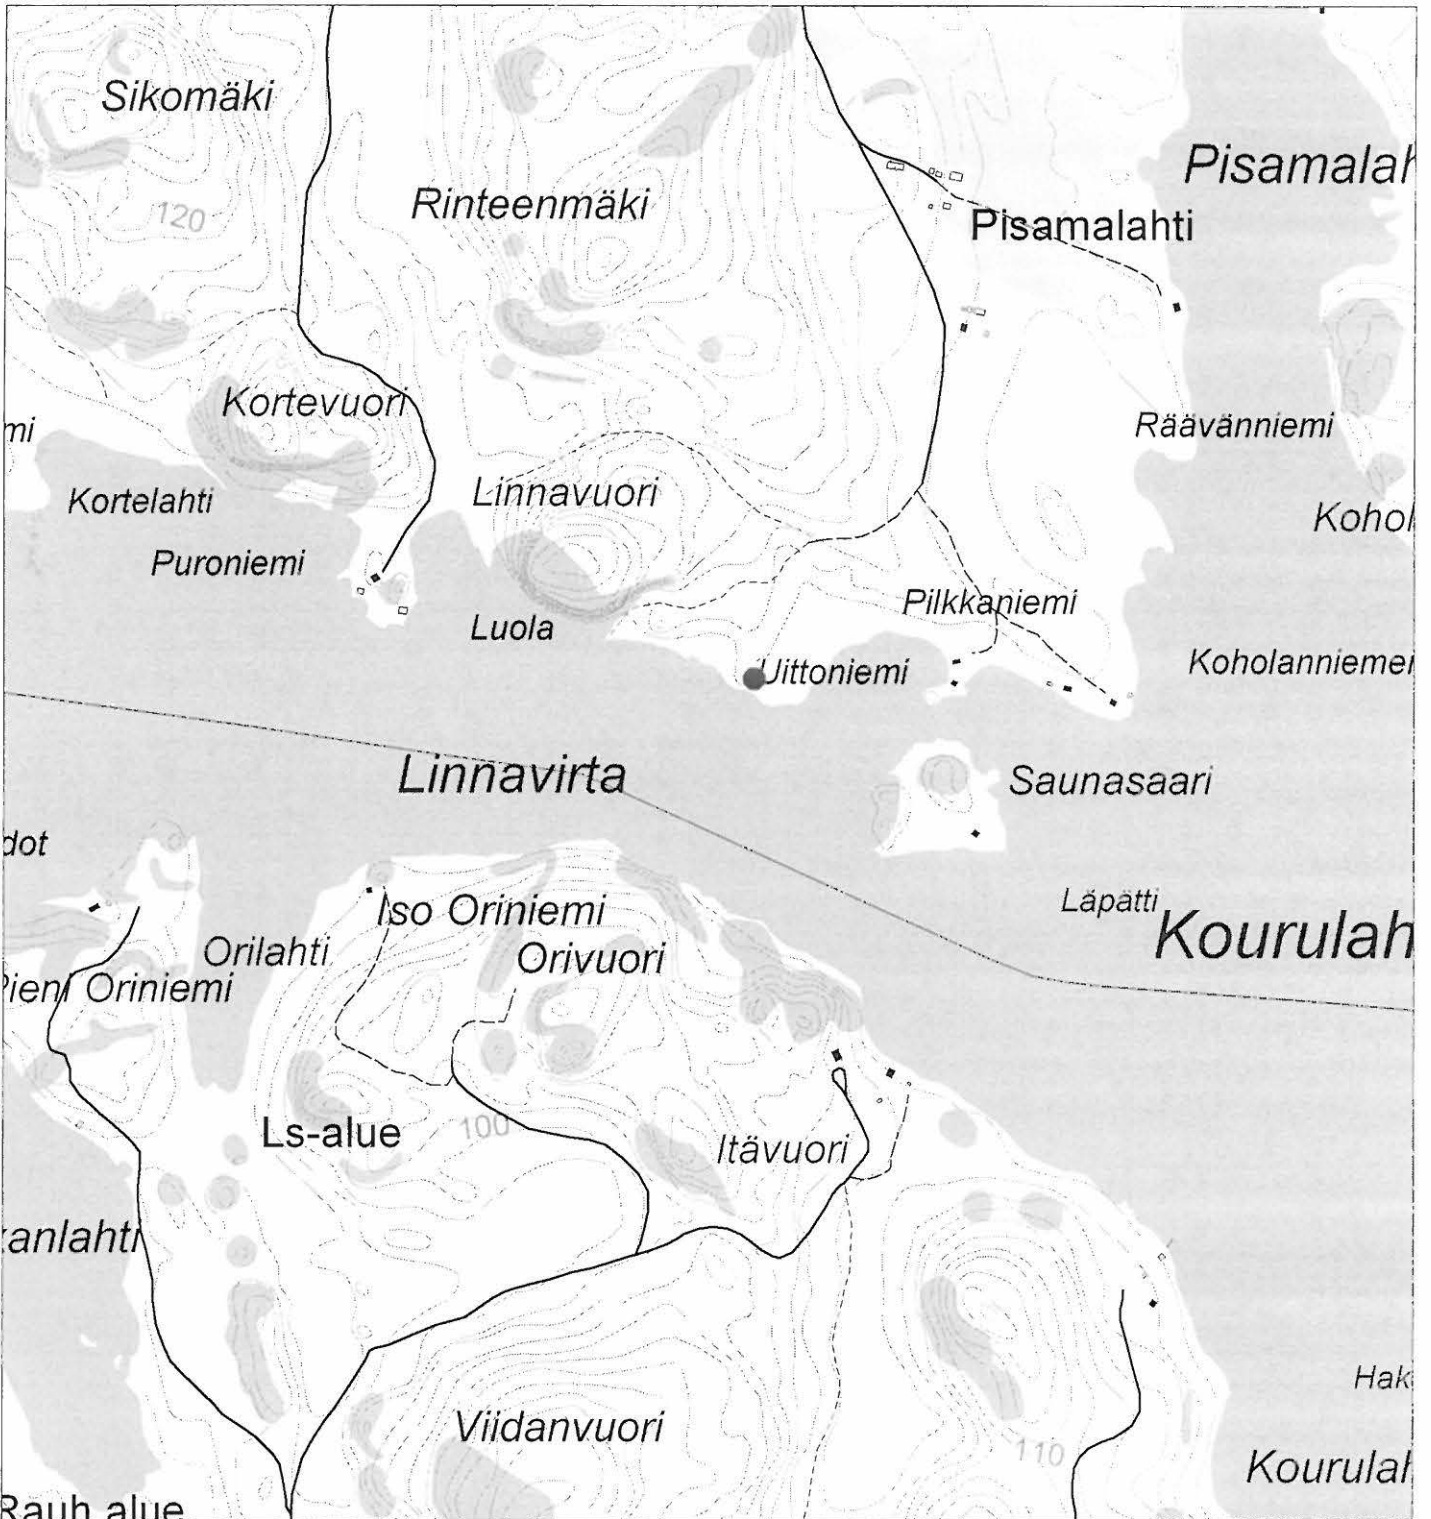 Sikomäki
Pisamalah
Rinteenmäki
120
Pisamalahti
Kortevuori
mi
Räävänniemi
Kortelahti
Linnavuori
Kohol
Puroniemi
Pilkkaniemi
Luola
Uittoniemi
Koholanniemei
Linnavirta
Saunasaari
dot
Läpätti
Iso Oriniemi
Kourulah
Orilahti
Orivuori
Pieni Oriniemi
Ls-alue
100
Itävuori
kanlahti
Hak
Viidanvuori
110
Kourulah
Rauh alue